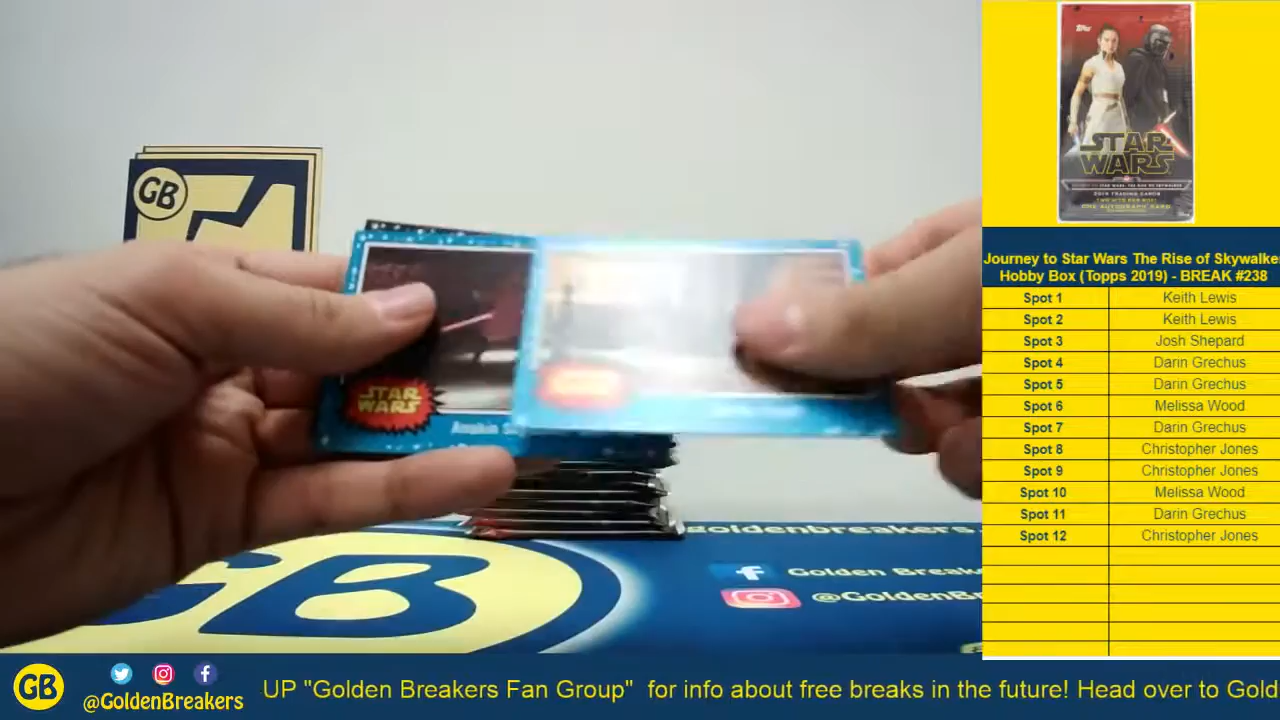 GB
STAR
WARS
Anakin
goldenbreakers
Golden Break
@GoldenBr
GB
topps
STAR
WARS
Journey to Star Wars The Rise of Skywalker
Hobby Box (Topps 2019) - BREAK #238
Spot 1 Keith Lewis
Spot 2 Keith Lewis
Spot 3 Josh Shepard
Spot 4 Darin Grechus
Spot 5 Darin Grechus
Spot 6 Melissa Wood
Spot 7 Darin Grechus
Spot 8 Christopher Jones
Spot 9 Christopher Jones
Spot 10 Melissa Wood
Spot 11 Darin Grechus
Spot 12 Christopher Jones
GB
@GoldenBreakers
UP "Golden Breakers Fan Group" for info about free breaks in the future! Head over to Gold